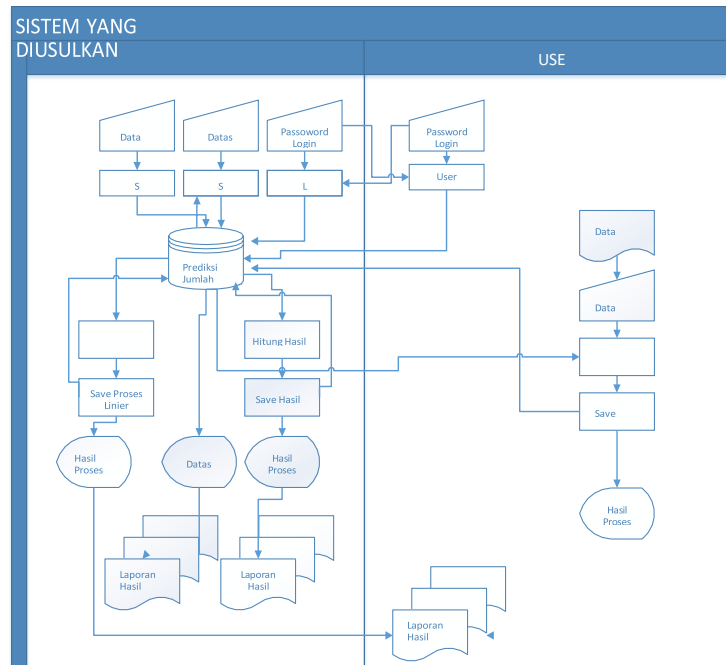 SISTEM YANG
DIUSULKAN
USE
Data
Datas
Passoword
Login
Password
Login
S
S
L
User
Data
Prediksi
Jumlah
Data
Hitung Hasil
Save Proses
Linier
Save Hasil
Save
Hasil
Proses
Datas
Hasil
Proses
Hasil
Proses
Laporan
Hasil
Laporan
Hasil
Laporan
Hasil